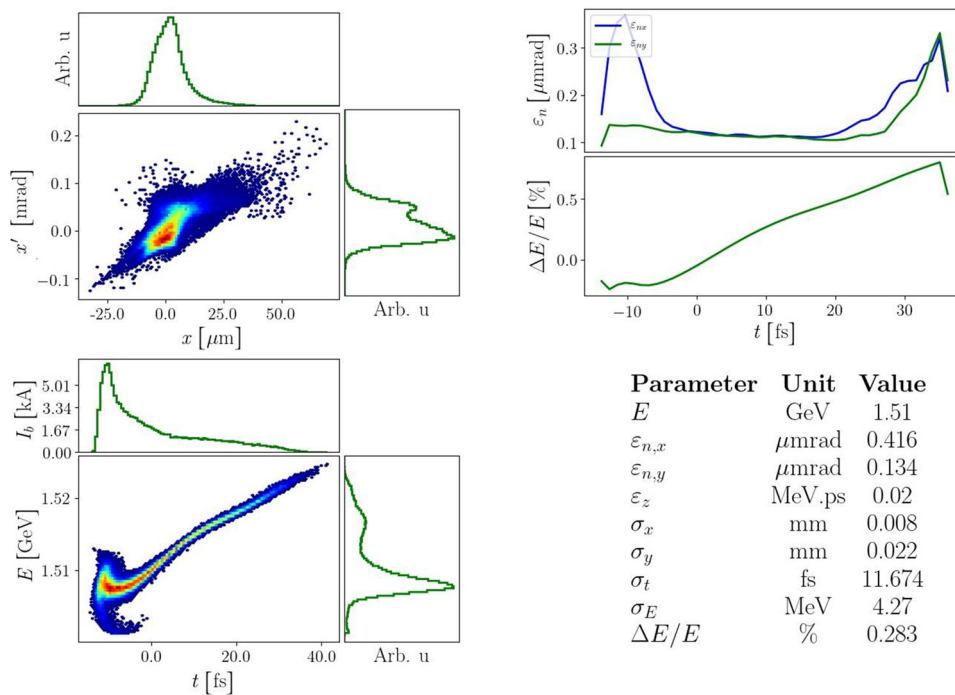 Arb. u
x′ [mrad]
0.2
0.1
0.0
−0.1
-25.0 0.0 25.0 50.0
x [μm]
Arb. u
ε_n [μmrad]
ε_nx
ε_ny
0.3
0.2
0.1
ΔE/E [%]
0.5
0.0
−10 0 10 20 30
t [fs]
I_b [kA]
5.01
3.34
1.67
0.00
E [GeV]
1.52
1.51
0.0 20.0 40.0
t [fs]
Arb. u
Parameter Unit Value
E GeV 1.51
ε_n,x μmrad 0.416
ε_n,y μmrad 0.134
ε_z MeV.ps 0.02
σ_x mm 0.008
σ_y mm 0.022
σ_t fs 11.674
σ_E MeV 4.27
ΔE/E % 0.283